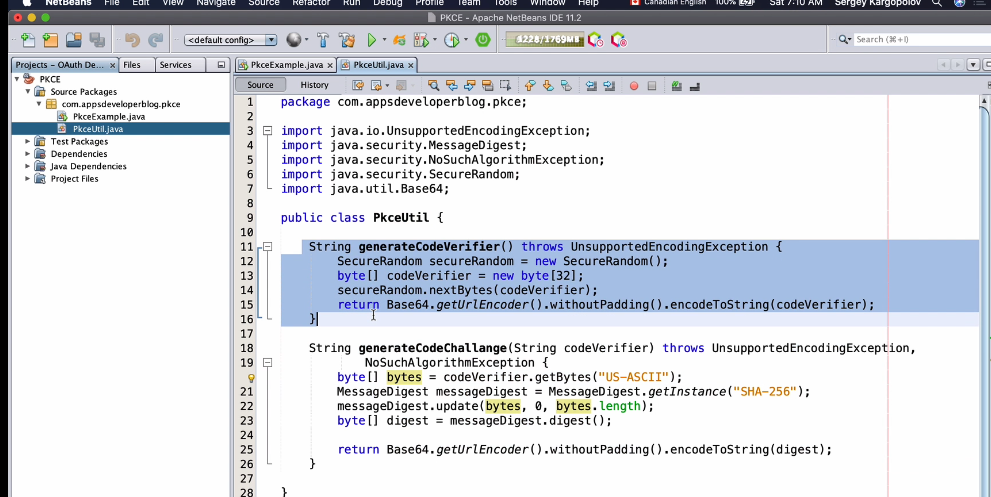 NetBeans File Edit View Navigate Source Refactor Run Debug Profile Team Tools Window Help Canadian English 100% Sat 7:10 AM Sergey Kargopolov
PKCE - Apache NetBeans IDE 11.2
<default config> 1228/1769MB Search (⌘+I)
Projects - OAuth De... × Files Services PkceExample.java × PkceUtil.java ×
PKCE
Source Packages
com.appsdeveloperblog.pkce
PkceExample.java
PkceUtil.java
Test Packages
Dependencies
Java Dependencies
Project Files
Source History
1 package com.appsdeveloperblog.pkce;
2
3 import java.io.UnsupportedEncodingException;
4 import java.security.MessageDigest;
5 import java.security.NoSuchAlgorithmException;
6 import java.security.SecureRandom;
7 import java.util.Base64;
8
9 public class PkceUtil {
10
11 String generateCodeVerifier() throws UnsupportedEncodingException {
12 SecureRandom secureRandom = new SecureRandom();
13 byte[] codeVerifier = new byte[32];
14 secureRandom.nextBytes(codeVerifier);
15 return Base64.getUrlEncoder().withoutPadding().encodeToString(codeVerifier);
16 }
17
18 String generateCodeChallange(String codeVerifier) throws UnsupportedEncodingException,
19 NoSuchAlgorithmException {
byte[] bytes = codeVerifier.getBytes("US-ASCII");
21 MessageDigest messageDigest = MessageDigest.getInstance("SHA-256");
22 messageDigest.update(bytes, 0, bytes.length);
23 byte[] digest = messageDigest.digest();
24
25 return Base64.getUrlEncoder().withoutPadding().encodeToString(digest);
26 }
27
28 }